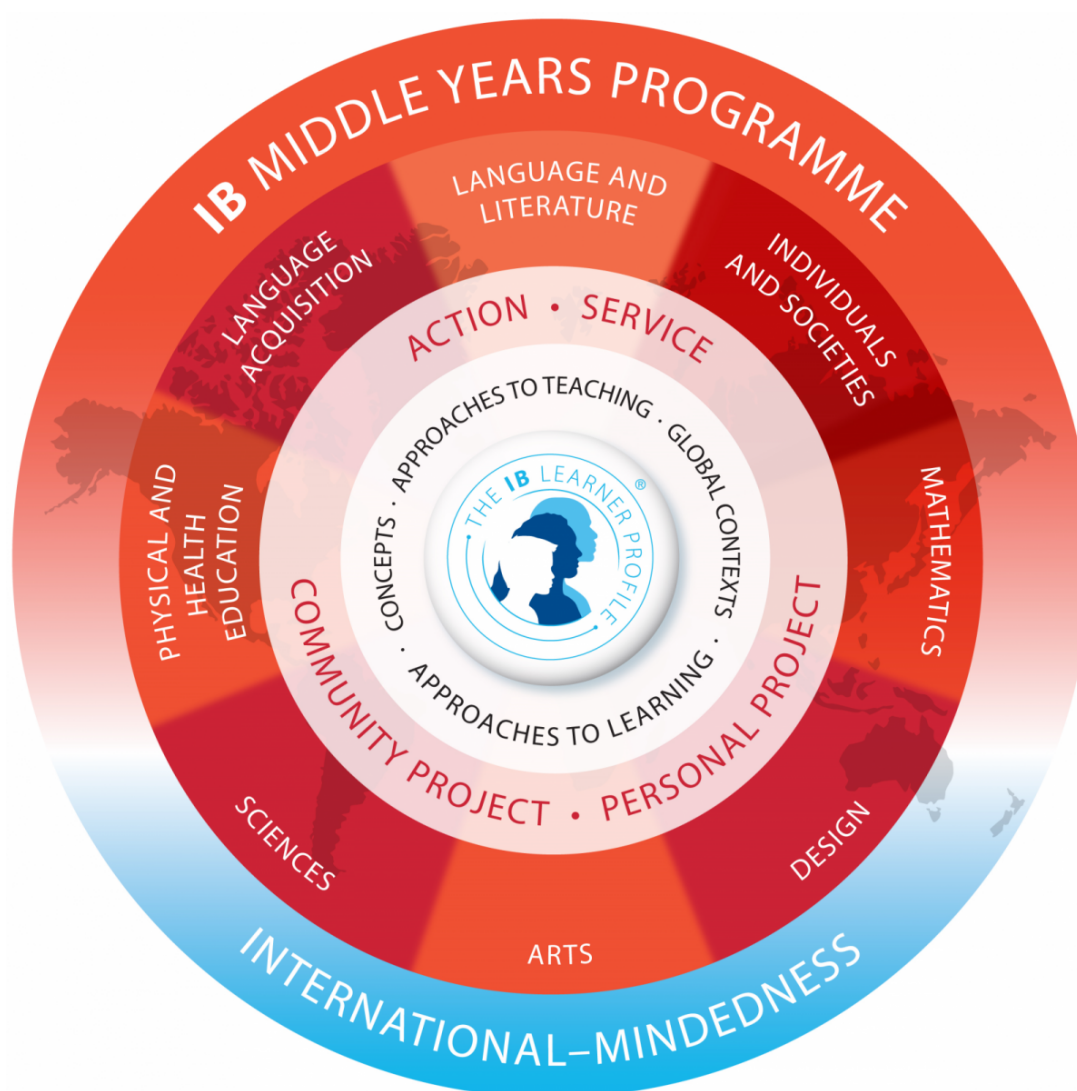 IB MIDDLE YEARS PROGRAMME
LANGUAGE AND
LITERATURE
INDIVIDUALS
AND SOCIETIES
MATHEMATICS
DESIGN
ARTS
SCIENCES
PHYSICAL AND
HEALTH
EDUCATION
LANGUAGE
ACQUISITION
ACTION • SERVICE
PERSONAL PROJECT
•
COMMUNITY PROJECT
APPROACHES TO TEACHING · GLOBAL CONTEXTS · APPROACHES TO LEARNING · CONCEPTS ·
• THE IB LEARNER PROFILE •
®
INTERNATIONAL–MINDEDNESS